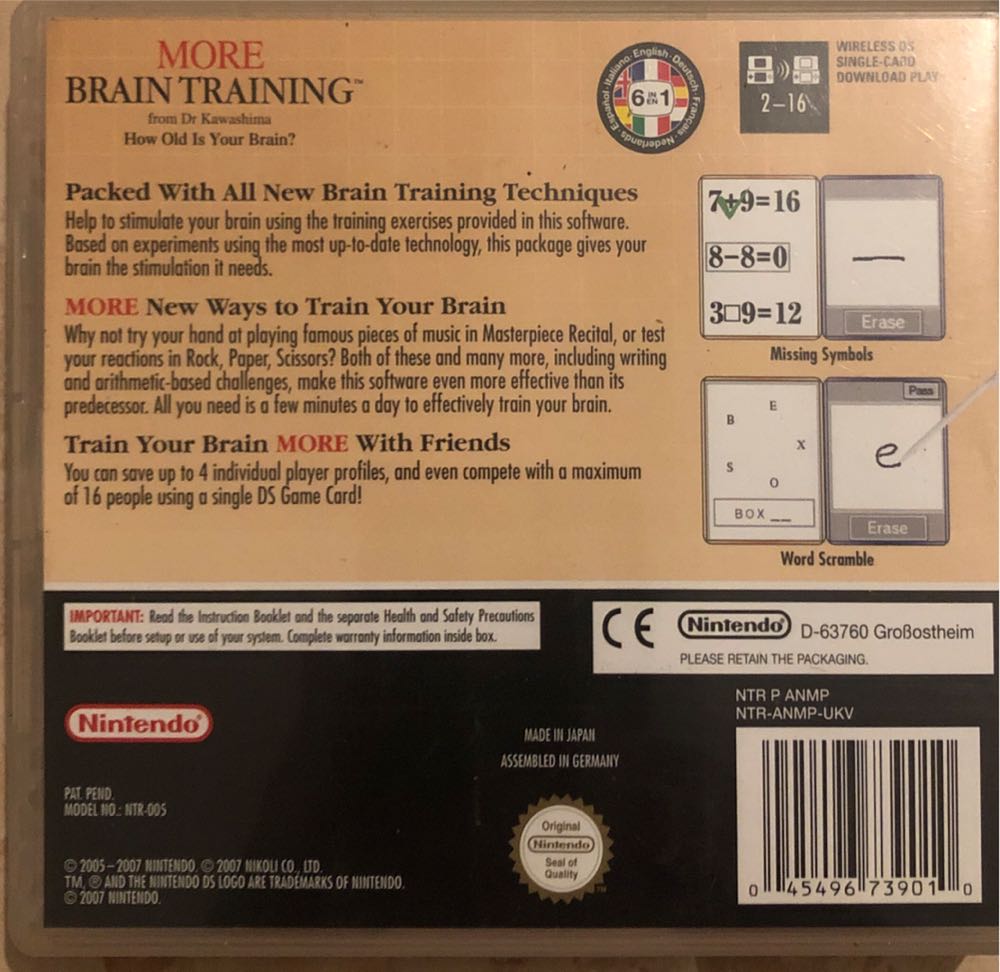 MORE
BRAIN TRAINING™
from Dr Kawashima
How Old Is Your Brain?
English · Deutsch · Français · Nederlands · Español · Italiano ·
6 IN EN 1
2–16
WIRELESS DS
SINGLE-CARD
DOWNLOAD PLAY
Packed With All New Brain Training Techniques
Help to stimulate your brain using the training exercises provided in this software.
Based on experiments using the most up-to-date technology, this package gives your
brain the stimulation it needs.
MORE New Ways to Train Your Brain
Why not try your hand at playing famous pieces of music in Masterpiece Recital, or test
your reactions in Rock, Paper, Scissors? Both of these and many more, including writing
and arithmetic-based challenges, make this software even more effective than its
predecessor. All you need is a few minutes a day to effectively train your brain.
Train Your Brain MORE With Friends
You can save up to 4 individual player profiles, and even compete with a maximum
of 16 people using a single DS Game Card!
7+9=16
8−8=0
3□9=12
Erase
Missing Symbols
Pass
B
E
X
S
O
BOX __
e
Erase
Word Scramble
IMPORTANT: Read the Instruction Booklet and the separate Health and Safety Precautions
Booklet before setup or use of your system. Complete warranty information inside box.
CE Nintendo® D-63760 Großostheim
PLEASE RETAIN THE PACKAGING.
NTR P ANMP
NTR-ANMP-UKV
Nintendo®
MADE IN JAPAN
ASSEMBLED IN GERMANY
PAT. PEND.
MODEL NO.: NTR-005
Original
Nintendo
Seal of
Quality
TM
© 2005–2007 NINTENDO. © 2007 NIKOLI CO., LTD.
TM, ® AND THE NINTENDO DS LOGO ARE TRADEMARKS OF NINTENDO.
© 2007 NINTENDO.
0 45496 73901 0